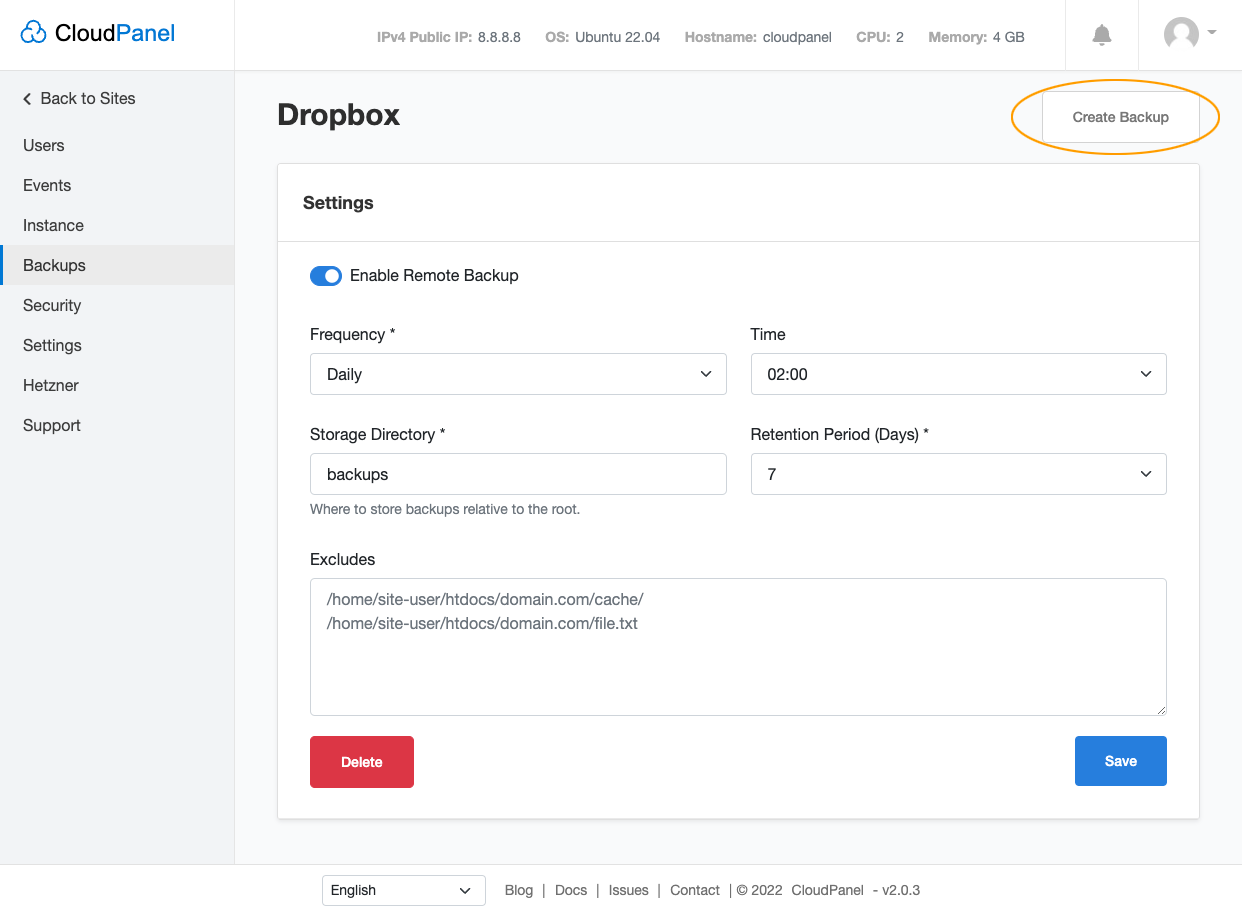 CloudPanel
IPv4 Public IP: 8.8.8.8 OS: Ubuntu 22.04 Hostname: cloudpanel CPU: 2 Memory: 4 GB
Back to Sites
Users
Events
Instance
Backups
Security
Settings
Hetzner
Support
Dropbox
Create Backup
Settings
Enable Remote Backup
Frequency * Time
Daily 02:00
Storage Directory * Retention Period (Days) *
backups 7
Where to store backups relative to the root.
Excludes
/home/site-user/htdocs/domain.com/cache/
/home/site-user/htdocs/domain.com/file.txt
Delete Save
English Blog | Docs | Issues | Contact | © 2022 CloudPanel - v2.0.3